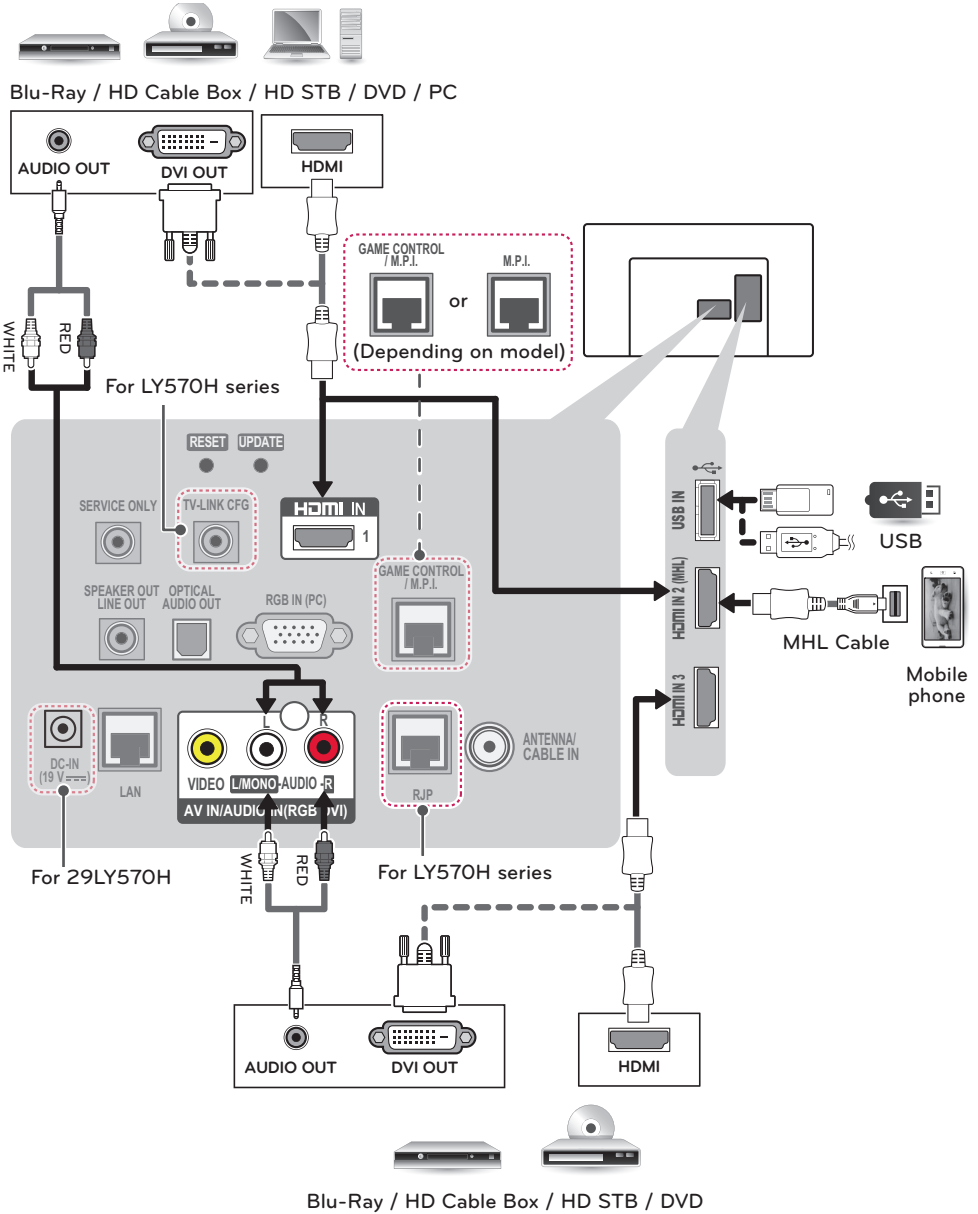 Blu-Ray / HD Cable Box / HD STB / DVD / PC
AUDIO OUT
DVI OUT
HDMI
WHITE
RED
GAME CONTROL
/ M.P.I.
M.P.I.
or
(Depending on model)
For LY570H series
RESET
UPDATE
SERVICE ONLY
TV-LINK CFG
HDMI IN
1
SPEAKER OUT
LINE OUT
OPTICAL
AUDIO OUT
RGB IN (PC)
GAME CONTROL
/ M.P.I.
USB IN
USB
HDMI IN 2 (MHL)
MHL Cable
Mobile
phone
HDMI IN 3
DC-IN
(19 V
LAN
L
R
VIDEO
L/MONO
-AUDIO -
R
AV IN/AUDIO IN(RGB/DVI)
RJP
ANTENNA/
CABLE IN
For 29LY570H
WHITE
RED
For LY570H series
AUDIO OUT
DVI OUT
HDMI
Blu-Ray / HD Cable Box / HD STB / DVD